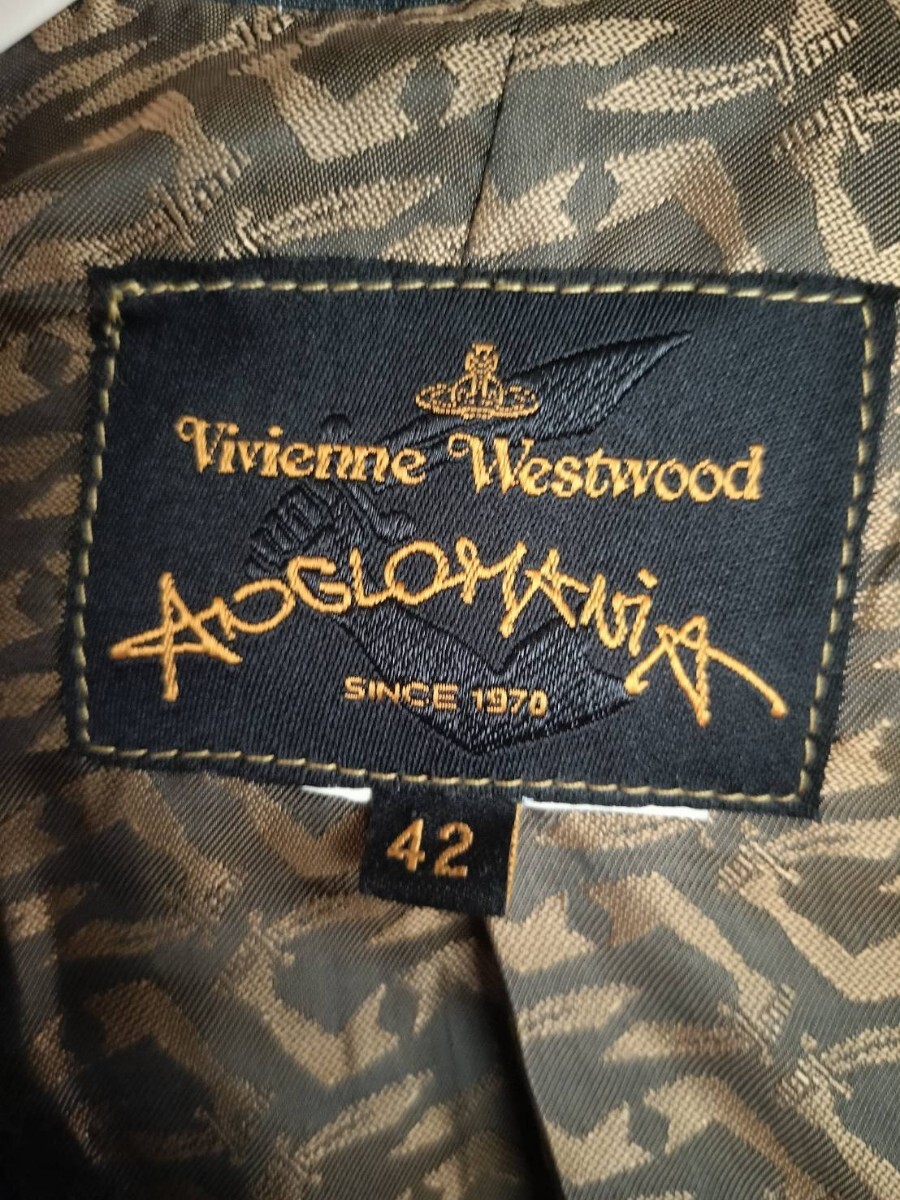 Vivienne Westwood
ANGLOMANiA
SINCE 1970
42